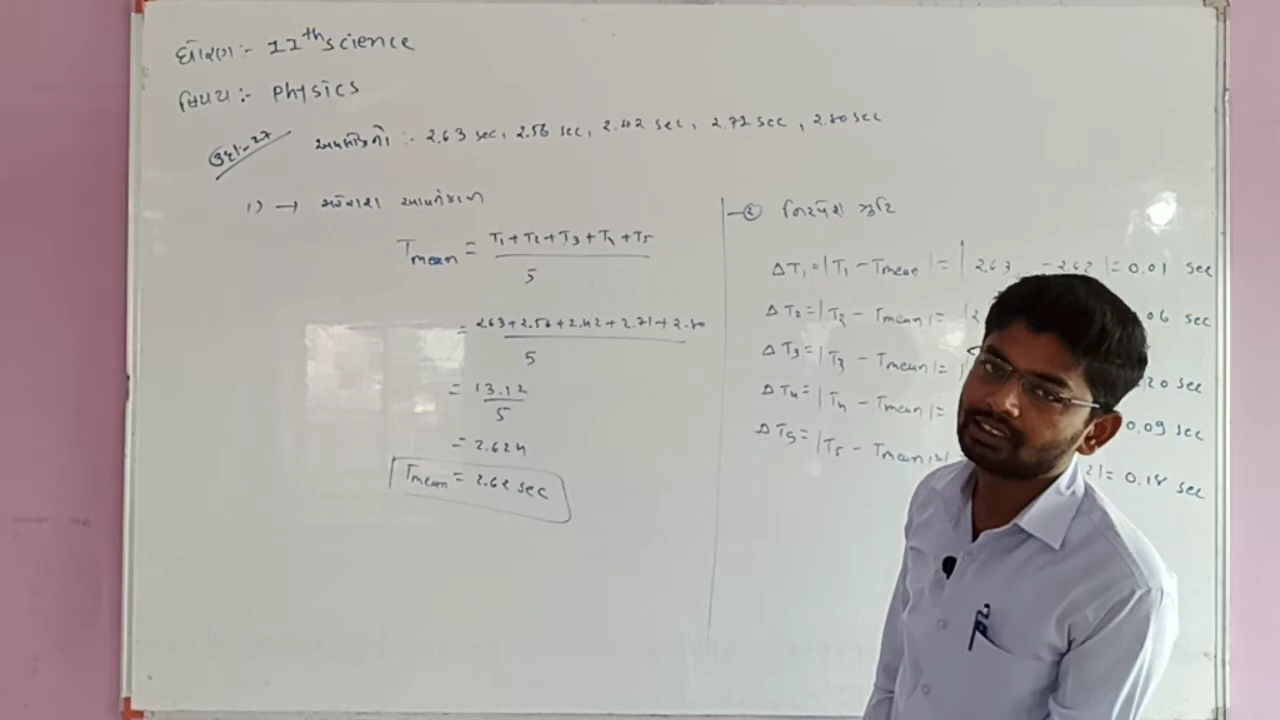 ધોરણ :- 11th science
વિષય :- Physics
ઉદા-27
અવલોકનો :- 2.63 sec, 2.56 sec, 2.42 sec, 2.71 sec, 2.80 sec
1) → સરેરાશ આવર્તકાળ
Tmean = T1 + T2 + T3 + T4 + T5
5
= 2.63 + 2.56 + 2.42 + 2.71 + 2.80
5
= 13.12
5
= 2.624
Tmean = 2.62 sec
→ ② નિરપેક્ષ ત્રુટિ
ΔT1 = |T1 - Tmean| = | 2.63 - 2.62 | = 0.01 sec
ΔT2 = |T2 - Tmean| = |2 06 sec
ΔT3 = |T3 - Tmean| = | 20 sec
ΔT4 = |T4 - Tmean| = 0.09 sec
ΔT5 = |T5 - Tmean| = 2| = 0.18 sec